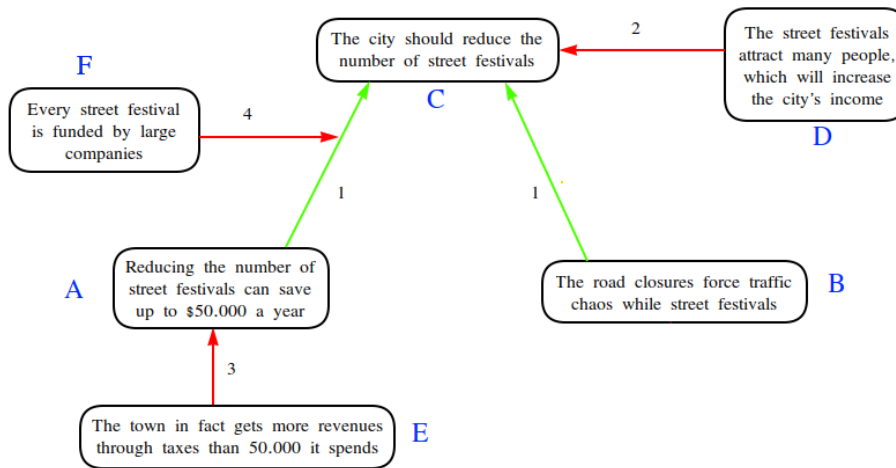 The city should reduce the
number of street festivals
C
2
The street festivals
attract many people,
which will increase
the city's income
D
F
Every street festival
is funded by large
companies
4
1
1
A
Reducing the number of
street festivals can save
up to $50.000 a year
The road closures force traffic
chaos while street festivals
B
3
The town in fact gets more revenues
through taxes than 50.000 it spends
E